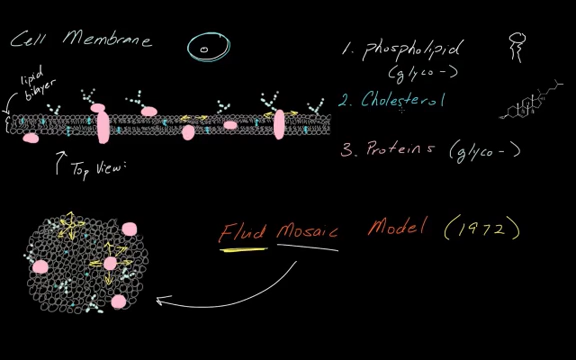 Cell Membrane
1. Phospholipid
(glyco-)
lipid
bilayer
2. Cholesterol
3. Proteins (glyco-)
Top View:
Fluid Mosaic Model (1972)